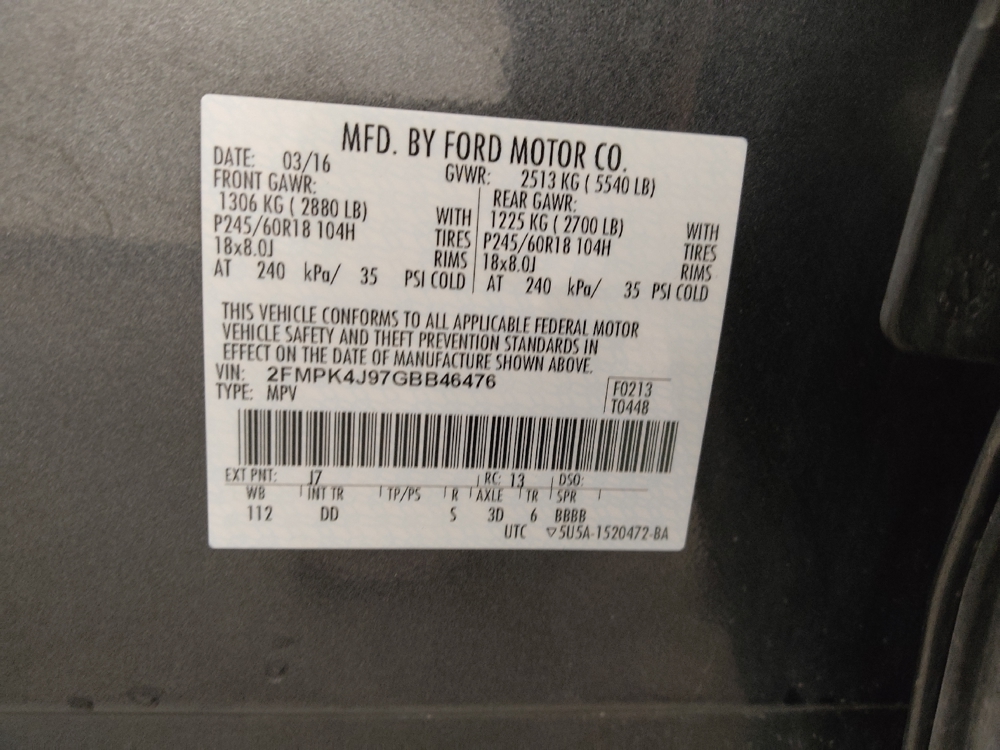 MFD. BY FORD MOTOR CO.
DATE: 03/16 GVWR: 2513 KG ( 5540 LB)
FRONT GAWR: REAR GAWR:
1306 KG ( 2880 LB) WITH 1225 KG ( 2700 LB) WITH
P245/60R18 104H TIRES P245/60R18 104H TIRES
18x8.0J RIMS 18x8.0J RIMS
AT 240 kPa/ 35 PSI COLD AT 240 kPa/ 35 PSI COLD
THIS VEHICLE CONFORMS TO ALL APPLICABLE FEDERAL MOTOR
VEHICLE SAFETY AND THEFT PREVENTION STANDARDS IN
EFFECT ON THE DATE OF MANUFACTURE SHOWN ABOVE.
VIN: 2FMPK4J97GBB46476 F0213
TYPE: MPV T0448
EXT PNT: J7 RC: 13 DSO:
WB INT TR TP/PS R AXLE TR SPR
112 DD S 3D 6 BBBB
UTC ▽5U5A-1520472-BA